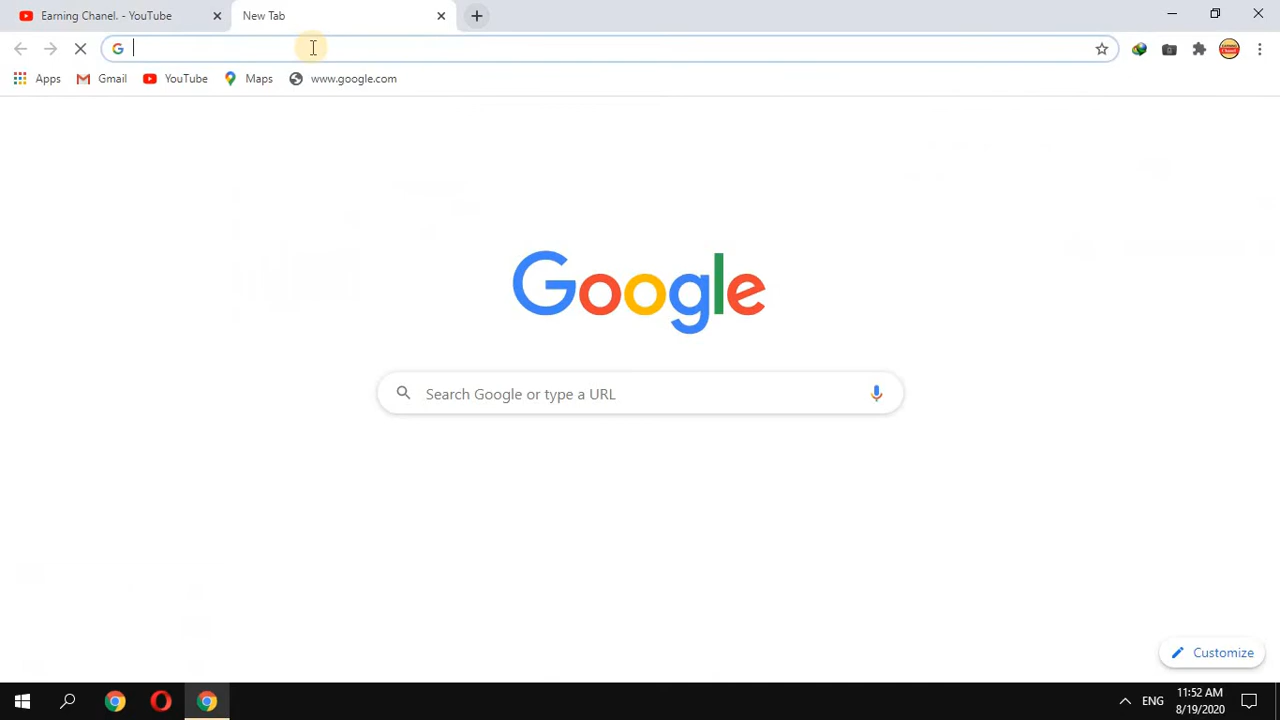 Earning Chanel. - YouTube
New Tab
Apps
Gmail
YouTube
Maps
www.google.com
Google
Search Google or type a URL
Customize
ENG
11:52 AM
8/19/2020